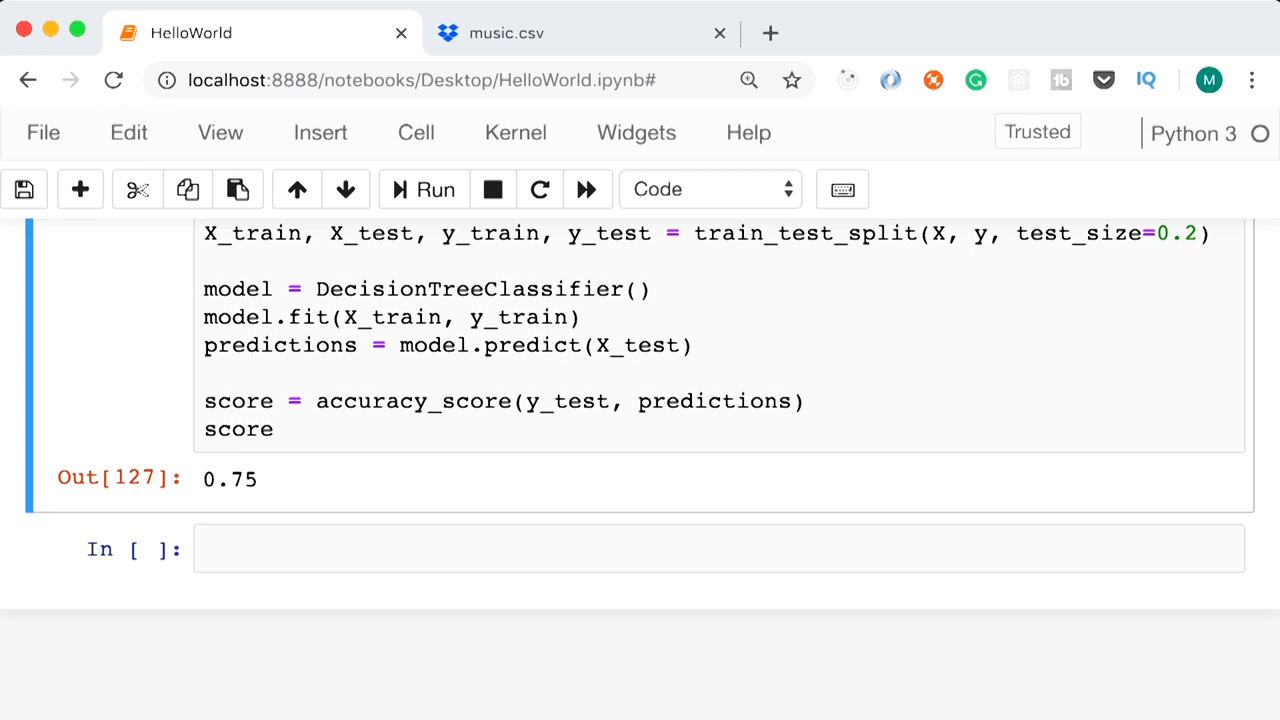 HelloWorld
music.csv
localhost:8888/notebooks/Desktop/HelloWorld.ipynb#
G
1b
IQ
M
File Edit View Insert Cell Kernel Widgets Help Trusted Python 3
Run Code
X_train, X_test, y_train, y_test = train_test_split(X, y, test_size=0.2)
model = DecisionTreeClassifier()
model.fit(X_train, y_train)
predictions = model.predict(X_test)
score = accuracy_score(y_test, predictions)
score
Out[127]: 0.75
In [ ]: